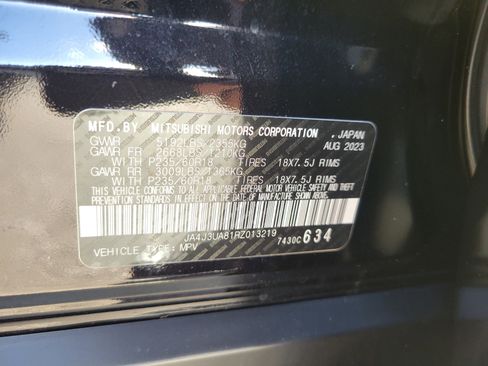 MFD.BY MITSUBISHI MOTORS CORPORATION , JAPAN
GVWR 5192LBS 2355KG AUG 2023
GAWR FR 2663LBS 1210KG
WITH P235/60R18 TIRES 18X7.5J RIMS
GAWR RR 3009LBS 1365KG
WITH P235/60R18 TIRES 18X7.5J RIMS
THIS VEHICLE CONFORMS TO ALL APPLICABLE FEDERAL MOTOR VEHICLE SAFETY, BUMPER, AND THEFT
PREVENTION STANDARDS IN EFFECT ON THE DATE OF MANUFACTURE SHOWN ABOVE.
JA4J3UA81RZ013219
VEHICLE TYPE: MPV 7430C634